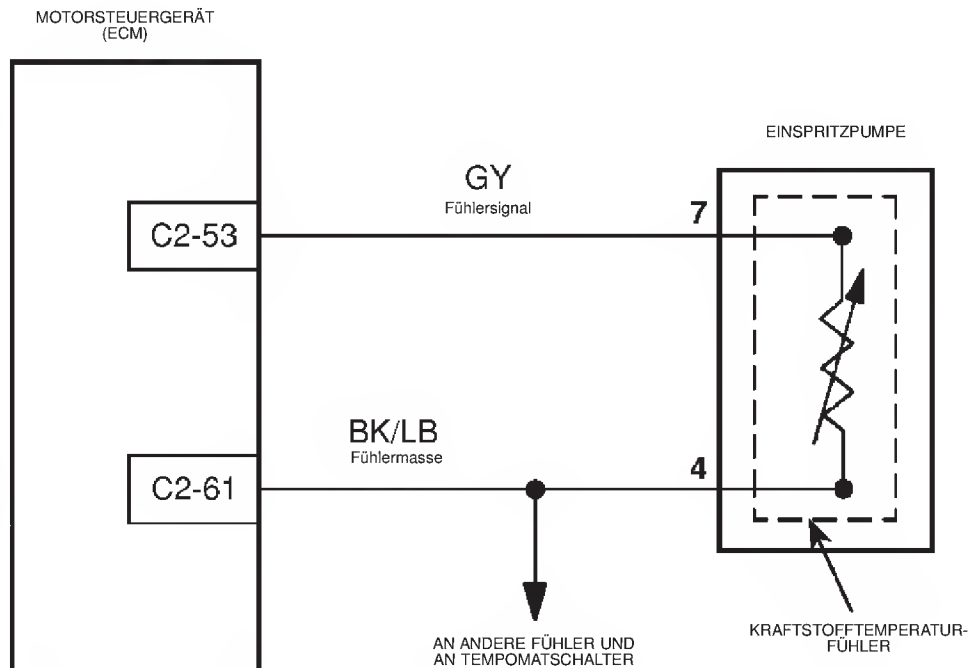 MOTORSTEUERGERÄT
(ECM)
EINSPRITZPUMPE
GY
Fühlersignal
7
C2-53
BK/LB
Fühlermasse
4
C2-61
AN ANDERE FÜHLER UND
AN TEMPOMATSCHALTER
KRAFTSTOFFTEMPERATUR-
FÜHLER